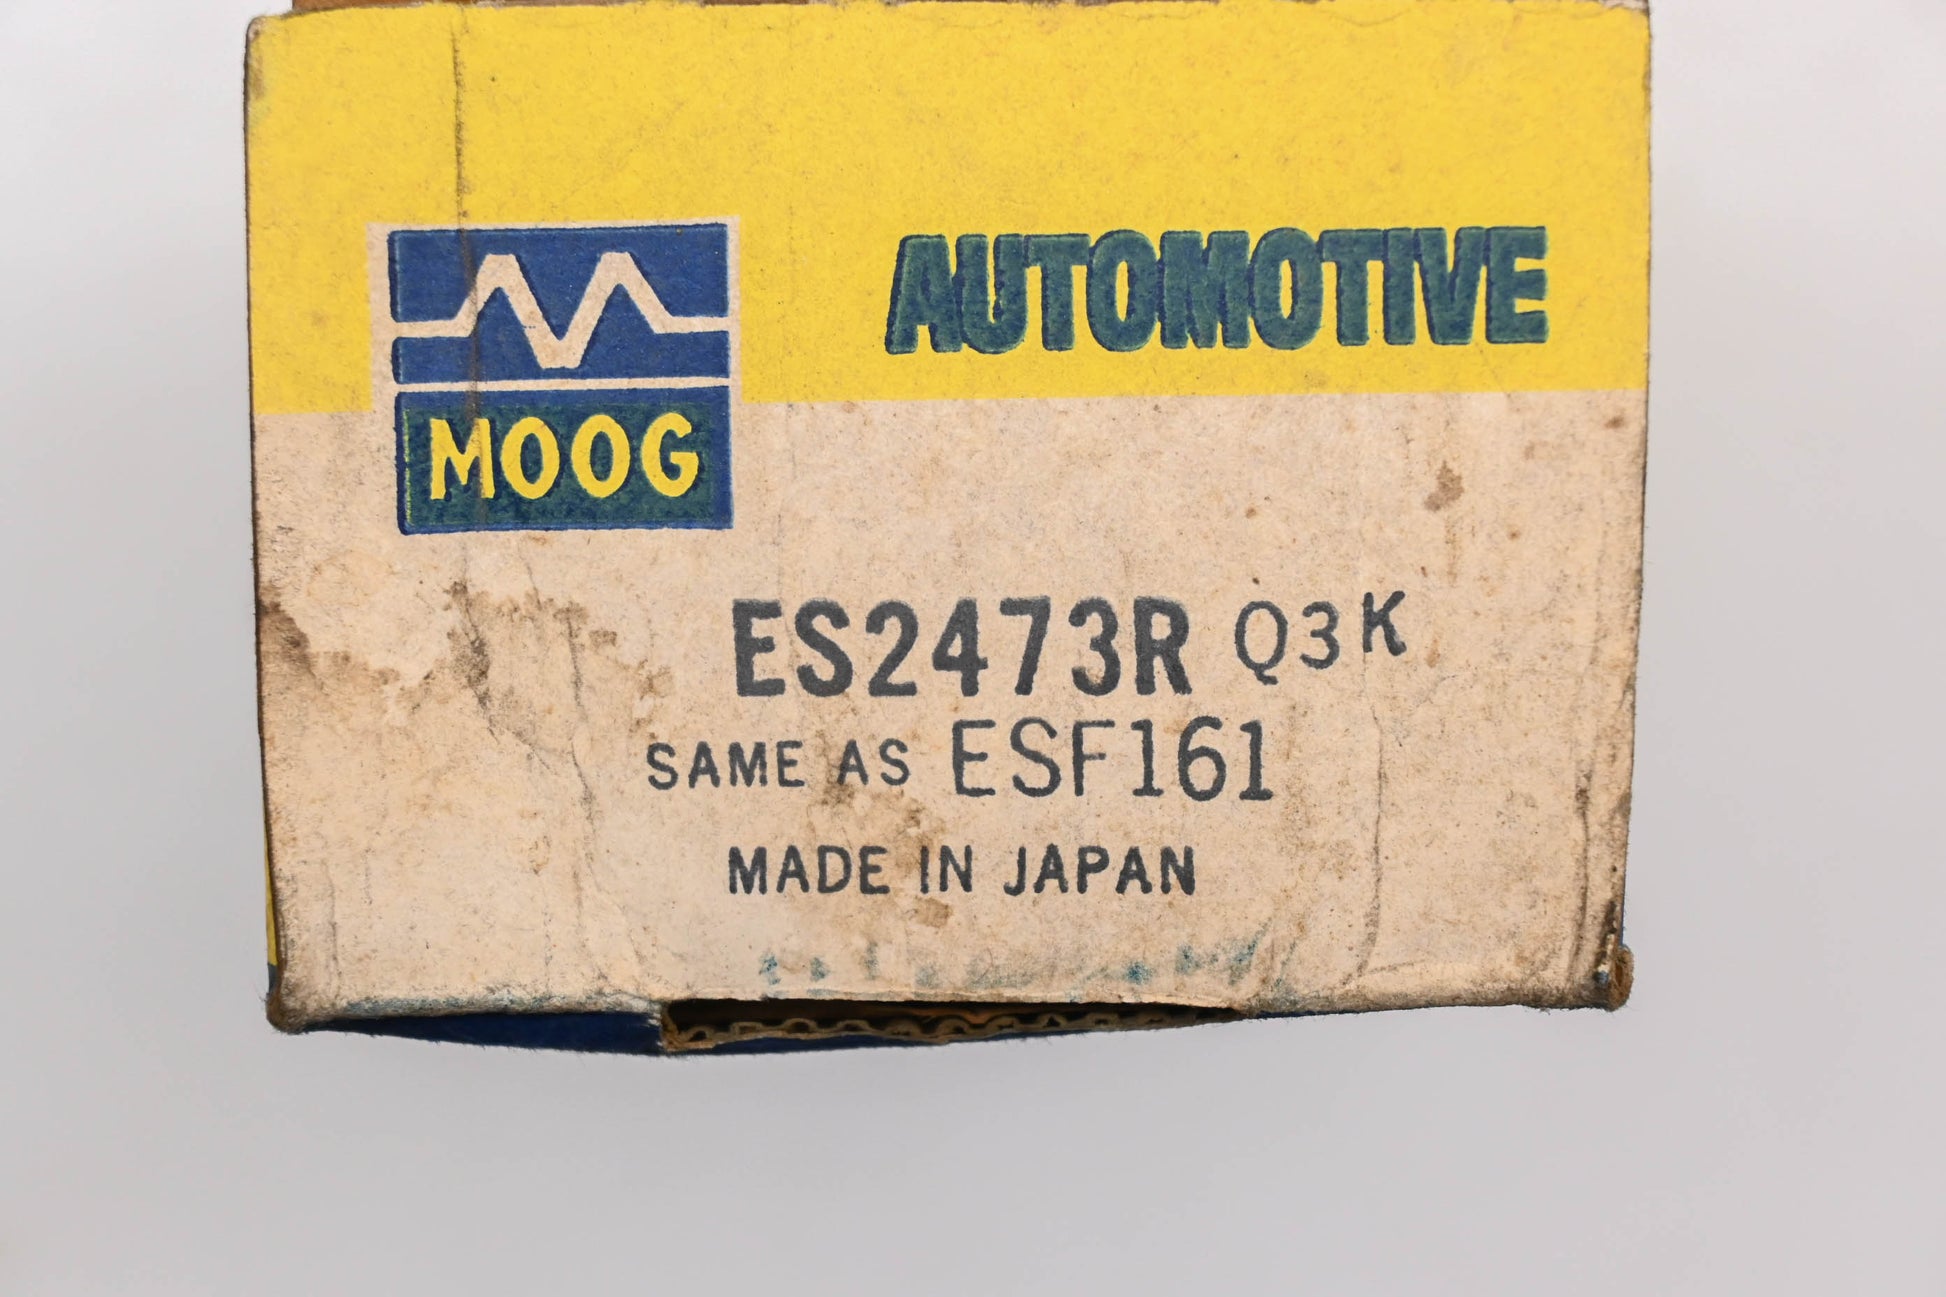 AUTOMOTIVE
MOOG
ES2473R Q3K
SAME AS ESF161
MADE IN JAPAN